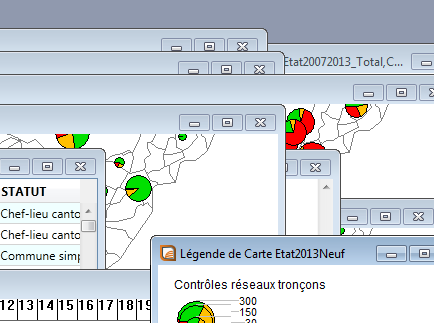 Etat20072013_Total,C...
STATUT
Chef-lieu canto
Chef-lieu canto
Commune simp
Légende de Carte Etat2013Neuf
Contrôles réseaux tronçons
300
150
30
12 13 14 15 16 17 18 19